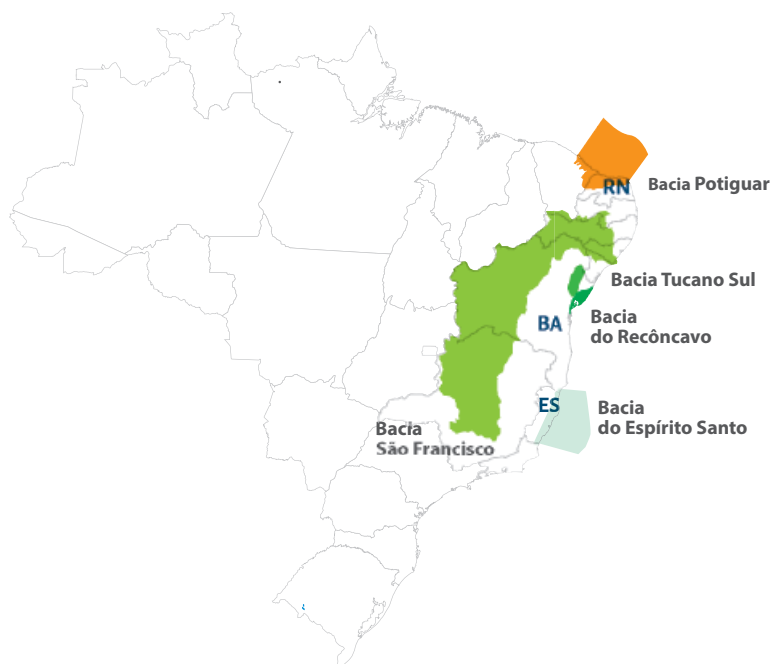 RN
Bacia Potiguar
Bacia Tucano Sul
BA
Bacia
do Recôncavo
ES
Bacia
do Espírito Santo
Bacia
São Francisco